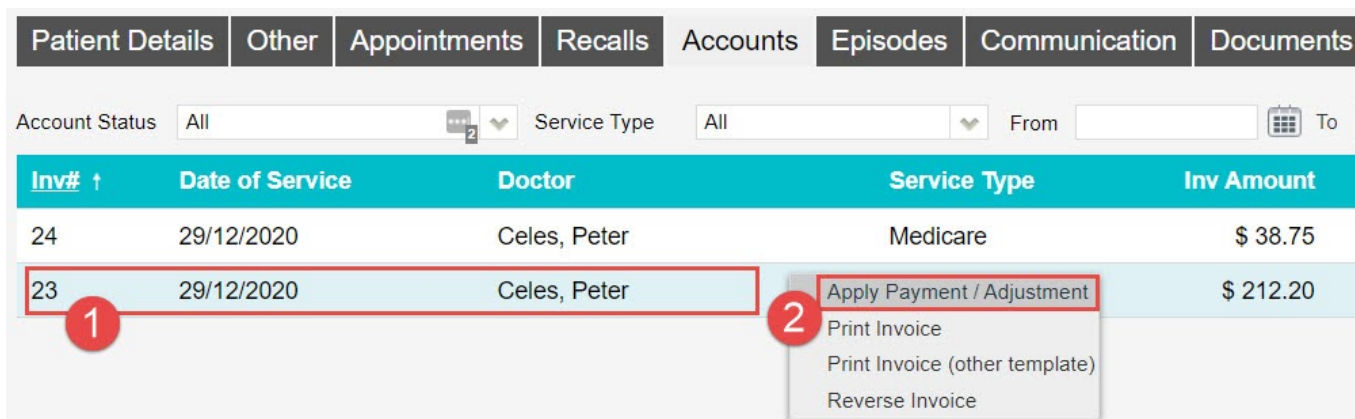 Patient Details Other Appointments Recalls Accounts Episodes Communication Documents
Account Status All 2 Service Type All From To
Inv# ↑ Date of Service Doctor Service Type Inv Amount
24 29/12/2020 Celes, Peter Medicare $ 38.75
23 29/12/2020 Celes, Peter Apply Payment / Adjustment $ 212.20
1 2 Print Invoice
Print Invoice (other template)
Reverse Invoice